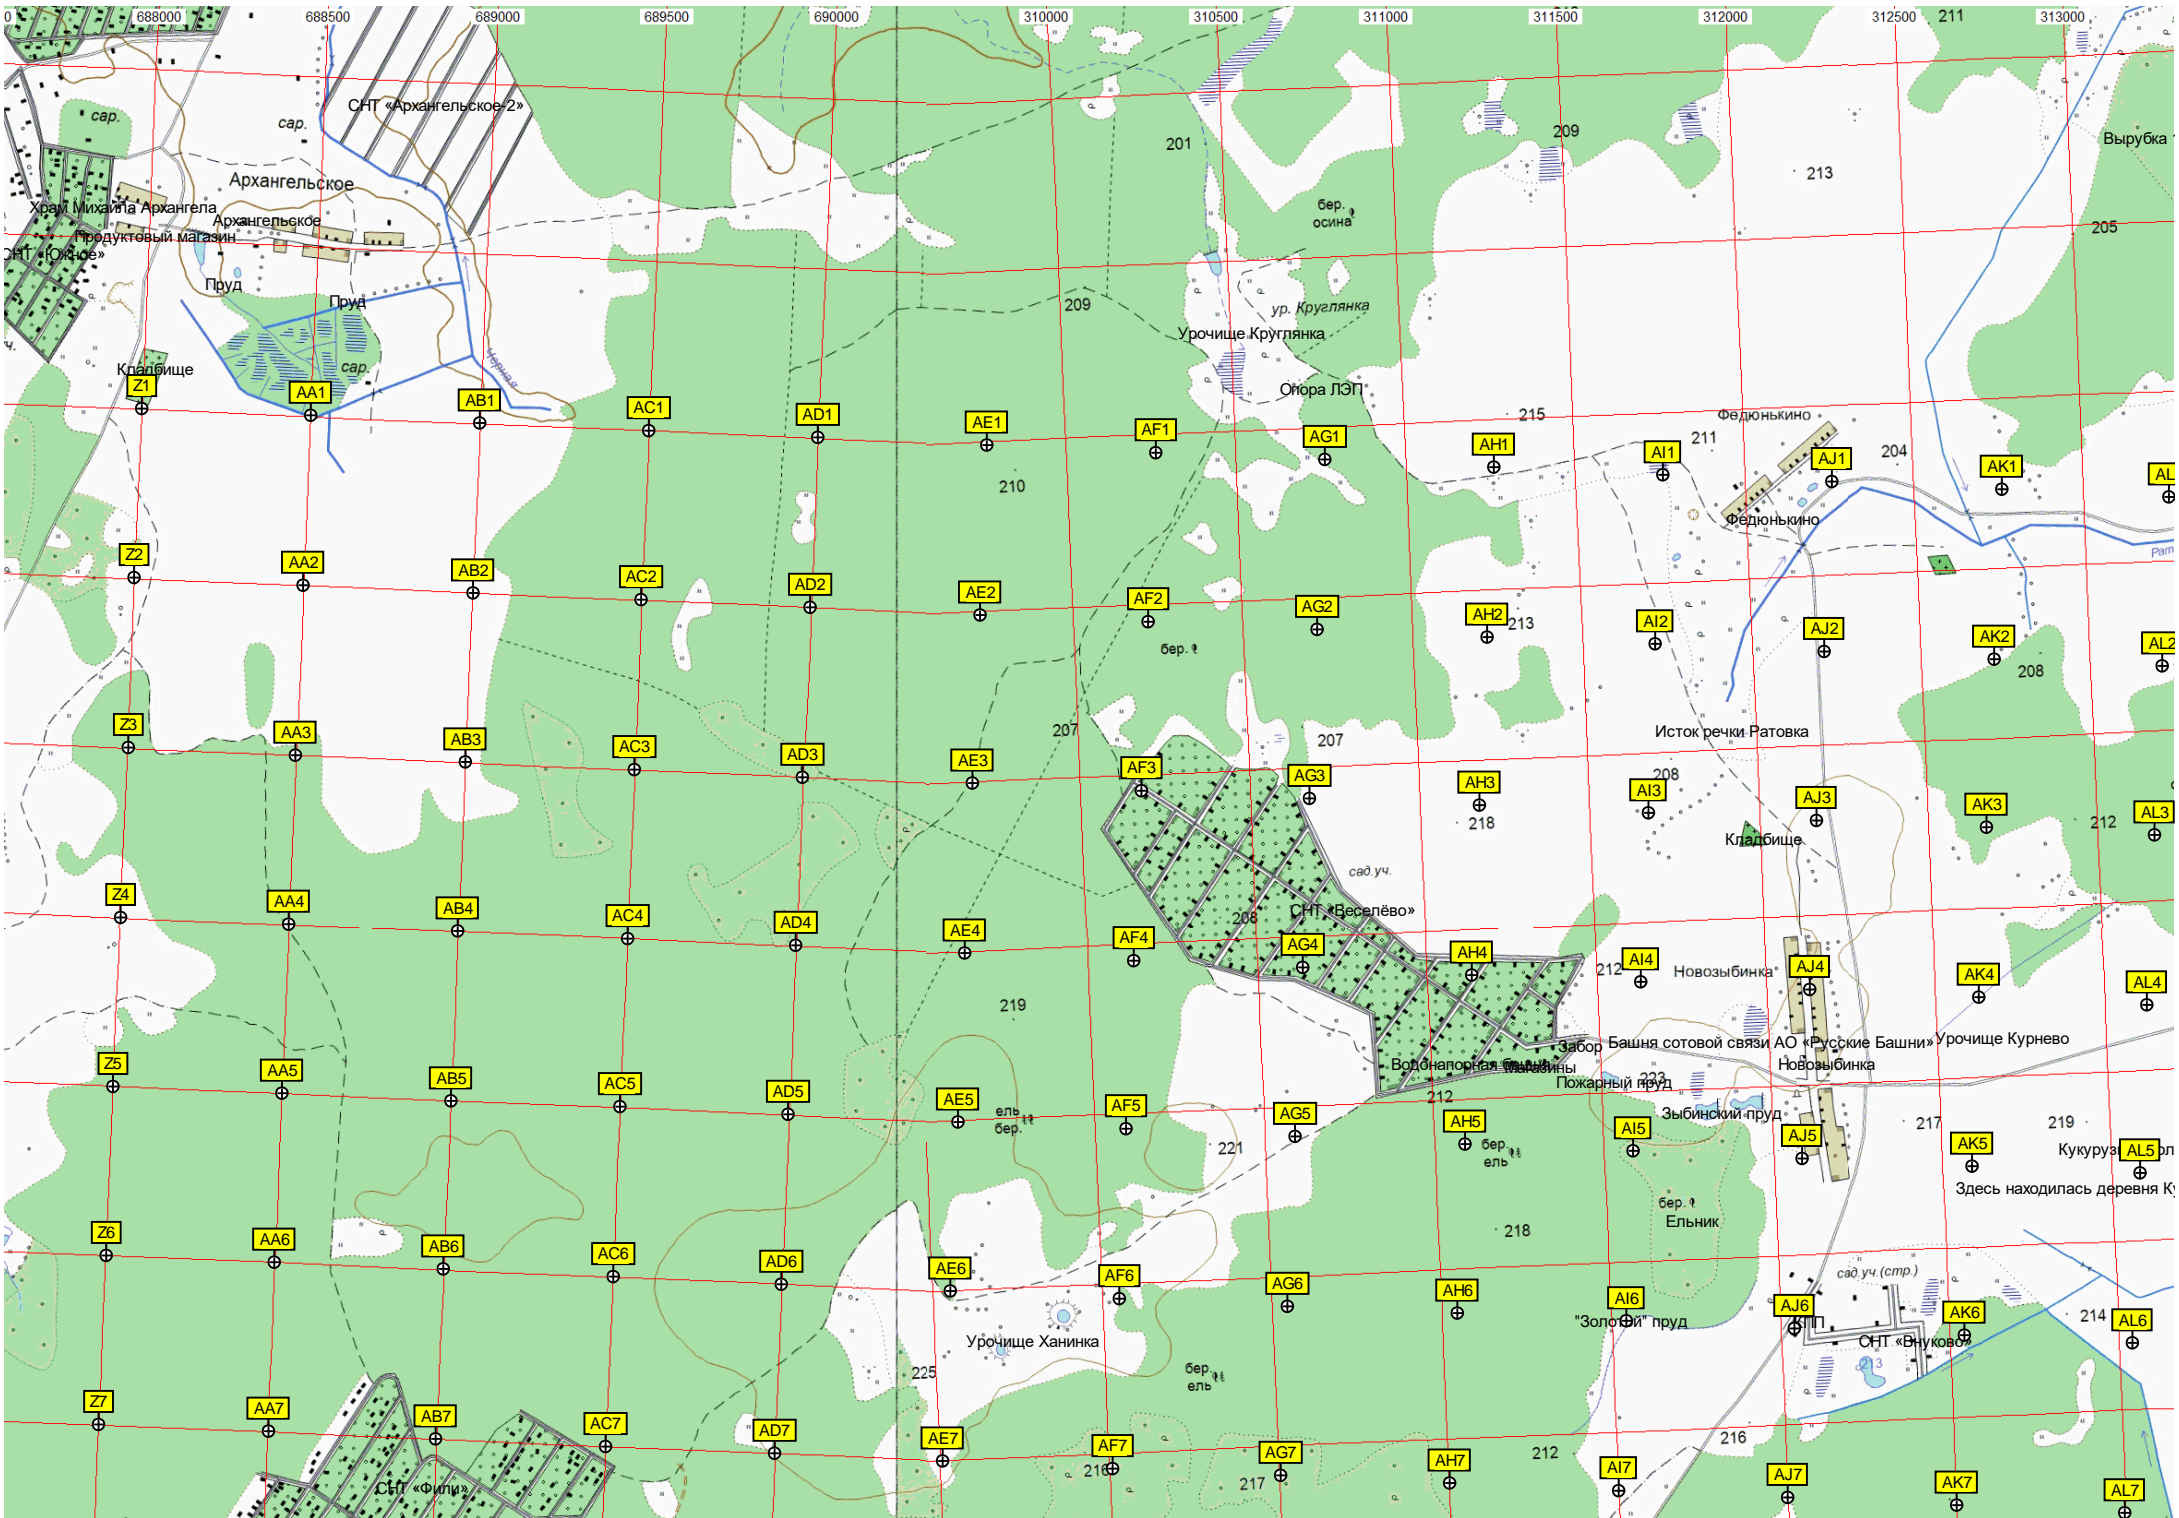 0
688000
688500
689000
689500
690000
310000
310500
311000
311500
312000
312500
211
313000
СНТ «Архангельское-2»
сар.
сар.
201
209
213
Вырубка
Архангельское
Храм Михаила Архангела
Архангельское
Продуктовый магазин
СНТ «Южное»
бер.
осина
205
Пруд
Пруд
209
ур. Круглянка
Урочище Круглянка
Черная
Кладбище
сар.
Опора ЛЭП
Z1
AA1
AB1
AC1
AD1
AE1
AF1
AG1
AH1
AI1
AJ1
AK1
AL
215
Федюнькино
211
204
210
Федюнькино
Рат
Z2
AA2
AB2
AC2
AD2
AE2
AF2
AG2
AH2
213
AI2
AJ2
AK2
AL2
бер.
208
207
207
Исток речки Ратовка
Z3
AA3
AB3
AC3
AD3
AE3
AF3
AG3
AH3
208
AI3
AJ3
AK3
AL3
218
212
Кладбище
сад.уч.
208
СНТ «Веселёво»
Z4
AA4
AB4
AC4
AD4
AE4
AF4
AG4
AH4
212
AI4
Новозыбинка
AJ4
AK4
AL4
219
Забор
Башня сотовой связи АО «Русские Башни»
Урочище Курнево
Водонапорная башня
Магазины
Новозыбинка
Пожарный пруд
223
212
Зыбинский пруд
Z5
AA5
AB5
AC5
AD5
AE5
ель
бер.
AF5
AG5
AH5
AI5
AJ5
AK5
AL5
221
бер.
ель
217
219
Кукуруз
Здесь находилась деревня Ку
бер.
Ельник
218
Z6
AA6
AB6
AC6
AD6
AE6
AF6
AG6
AH6
AI6
AJ6
AK6
AL6
сад.уч.(стр.)
"Золотой" пруд
КПП
СНТ «Внуково»
214
213
Урочище Ханинка
225
бер.
ель
Z7
AA7
AB7
AC7
AD7
AE7
AF7
AG7
AH7
AI7
AJ7
AK7
AL7
216
212
216
217
СНТ «Фили»